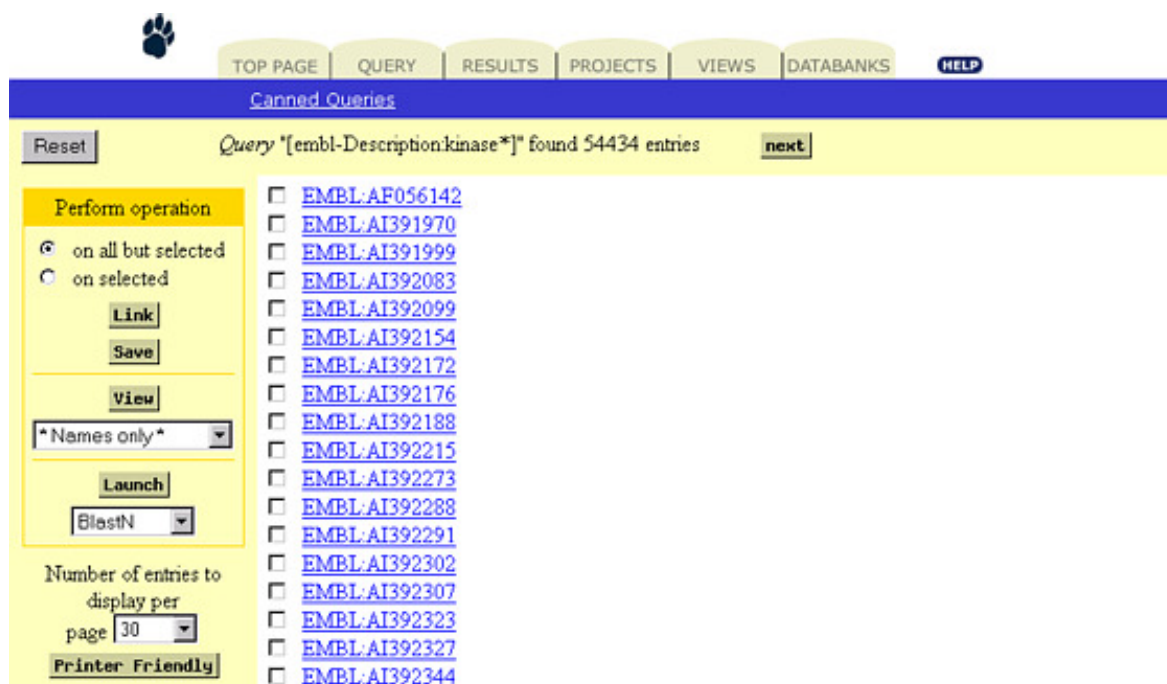 TOP PAGE QUERY RESULTS PROJECTS VIEWS DATABANKS HELP
Canned Queries
Reset Query "[embl-Description:kinase*]" found 54434 entries next
Perform operation
on all but selected
on selected
Link
Save
View
*Names only*
Launch
BlastN
Number of entries to
display per
page 30
Printer Friendly
EMBL:AF056142
EMBL:AI391970
EMBL:AI391999
EMBL:AI392083
EMBL:AI392099
EMBL:AI392154
EMBL:AI392172
EMBL:AI392176
EMBL:AI392188
EMBL:AI392215
EMBL:AI392273
EMBL:AI392288
EMBL:AI392291
EMBL:AI392302
EMBL:AI392307
EMBL:AI392323
EMBL:AI392327
EMBL:AI392344